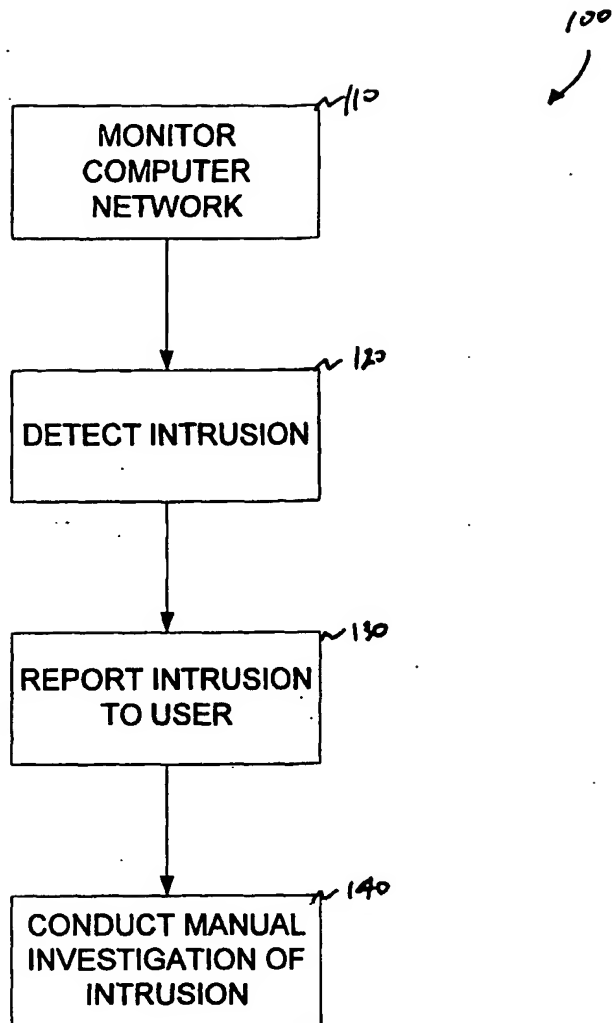 100
110
MONITOR
COMPUTER
NETWORK
120
DETECT INTRUSION
130
REPORT INTRUSION
TO USER
140
CONDUCT MANUAL
INVESTIGATION OF
INTRUSION